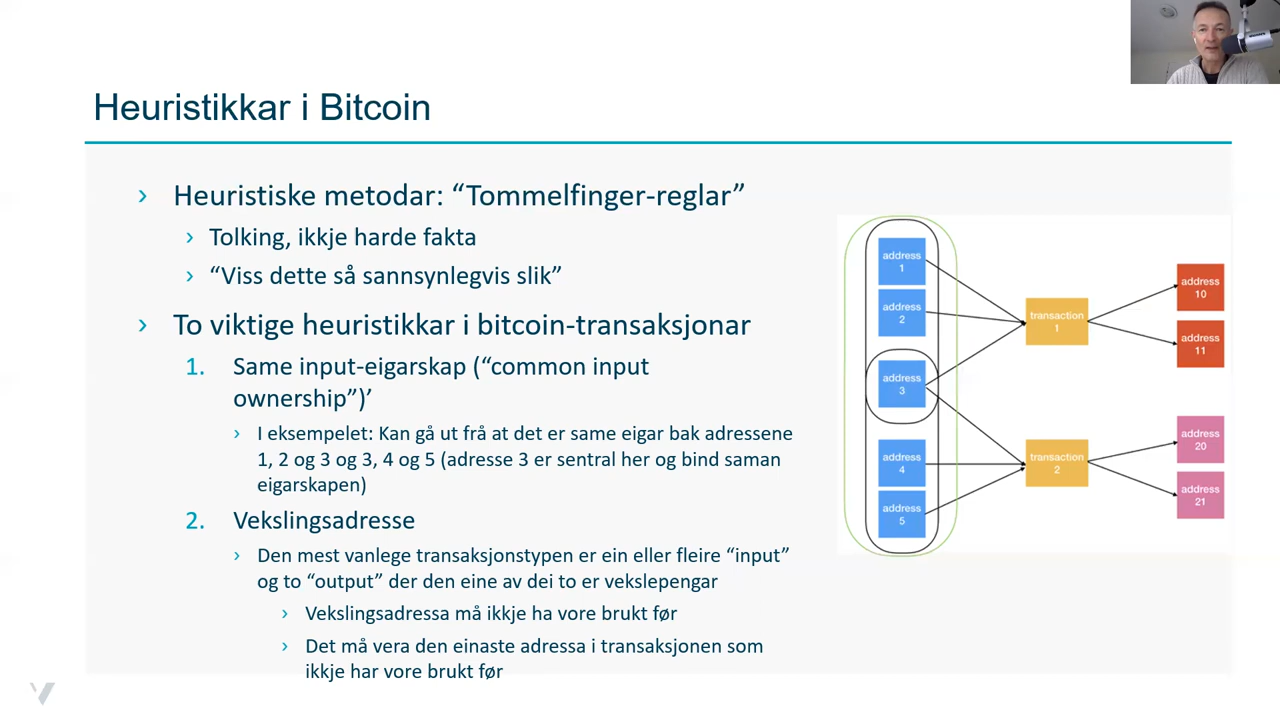 Heuristikkar i Bitcoin
› Heuristiske metodar: “Tommelfinger-reglar”
› Tolking, ikkje harde fakta
› “Viss dette så sannsynlegvis slik”
› To viktige heuristikkar i bitcoin-transaksjonar
1. Same input-eigarskap (“common input
ownership”)’
› I eksempelet: Kan gå ut frå at det er same eigar bak adressene
1, 2 og 3 og 3, 4 og 5 (adresse 3 er sentral her og bind saman
eigarskapen)
2. Vekslingsadresse
› Den mest vanlege transaksjonstypen er ein eller fleire “input”
og to “output” der den eine av dei to er vekslepengar
› Vekslingsadressa må ikkje ha vore brukt før
› Det må vera den einaste adressa i transaksjonen som
ikkje har vore brukt før
address
1
address
2
address
3
address
4
address
5
transaction
1
transaction
2
address
10
address
11
address
20
address
21